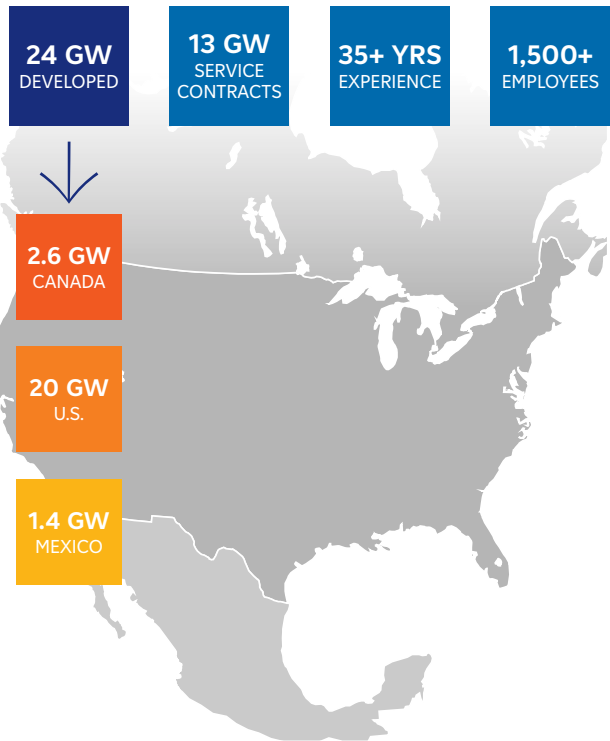 24 GW
DEVELOPED
13 GW
SERVICE
CONTRACTS
35+ YRS
EXPERIENCE
1,500+
EMPLOYEES
2.6 GW
CANADA
20 GW
U.S.
1.4 GW
MEXICO